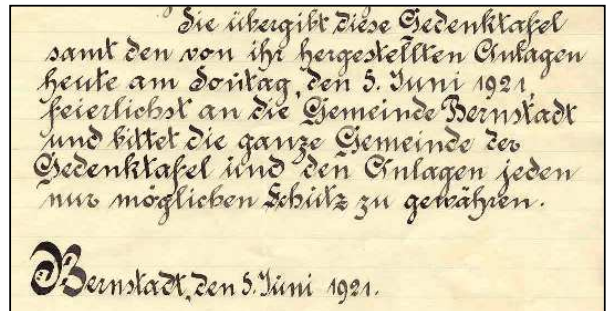 Sie übergibt diese Gedenktafel
samt den von ihr hergestellten Anlagen
heute am Sontag, den 5. Juni 1921,
feierlichst an die Gemeinde Bernstadt
und bittet die ganze Gemeinde der
Gedenktafel und den Anlagen jeden
nur möglichen Schutz zu gewähren.
Bernstadt, den 5. Juni 1921.